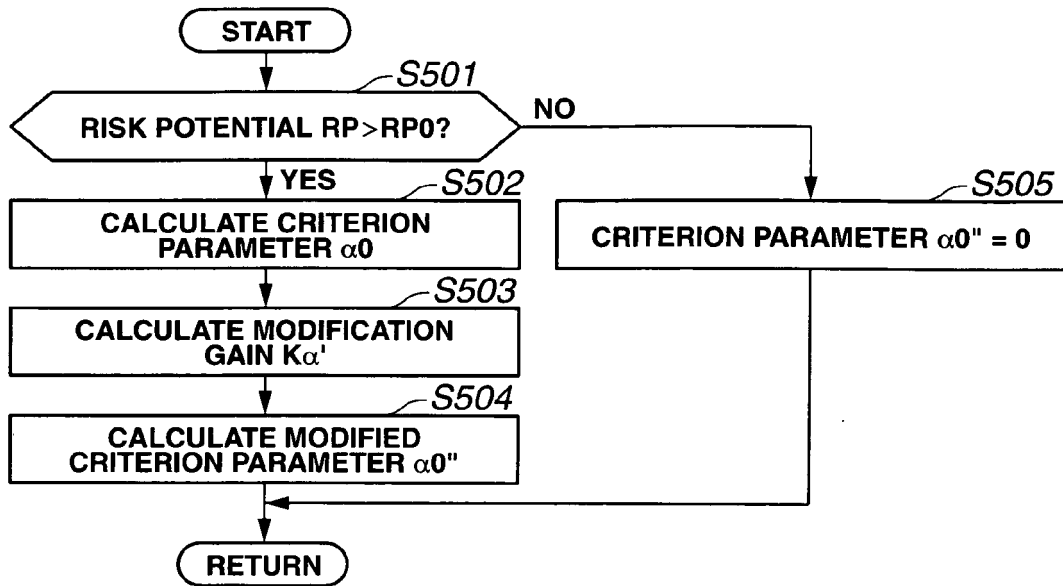 START
S501
RISK POTENTIAL RP>RP0?
NO
YES
S502
CALCULATE CRITERION
PARAMETER α0
S505
CRITERION PARAMETER α0" = 0
S503
CALCULATE MODIFICATION
GAIN Kα'
S504
CALCULATE MODIFIED
CRITERION PARAMETER α0"
RETURN